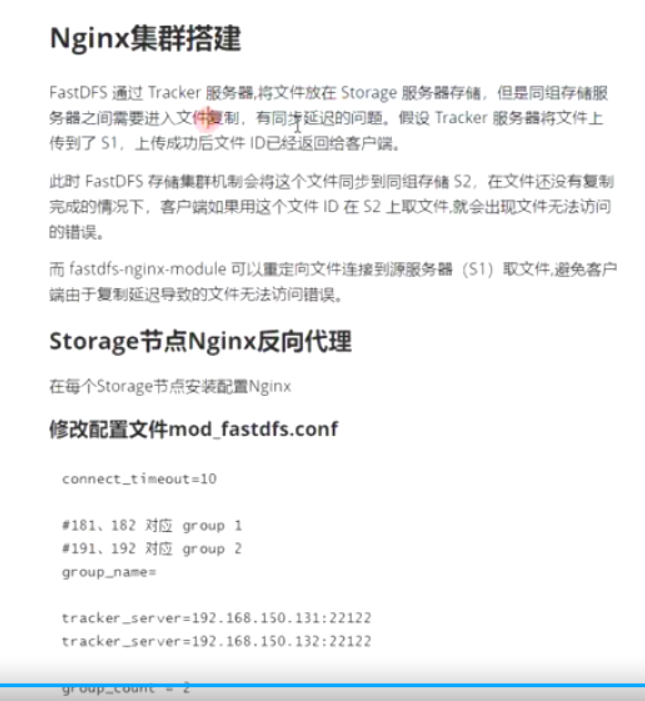 Nginx集群搭建
FastDFS 通过 Tracker 服务器,将文件放在 Storage 服务器存储，但是同组存储服
务器之间需要进入文件复制，有同步延迟的问题。假设 Tracker 服务器将文件上
传到了 S1，上传成功后文件 ID已经返回给客户端。
此时 FastDFS 存储集群机制会将这个文件同步到同组存储 S2，在文件还没有复制
完成的情况下，客户端如果用这个文件 ID 在 S2 上取文件,就会出现文件无法访问
的错误。
而 fastdfs-nginx-module 可以重定向文件连接到源服务器（S1）取文件,避免客户
端由于复制延迟导致的文件无法访问错误。
Storage节点Nginx反向代理
在每个Storage节点安装配置Nginx
修改配置文件mod_fastdfs.conf
connect_timeout=10
#181、182 对应 group 1
#191、192 对应 group 2
group_name=
tracker_server=192.168.150.131:22122
tracker_server=192.168.150.132:22122
group_count = 2